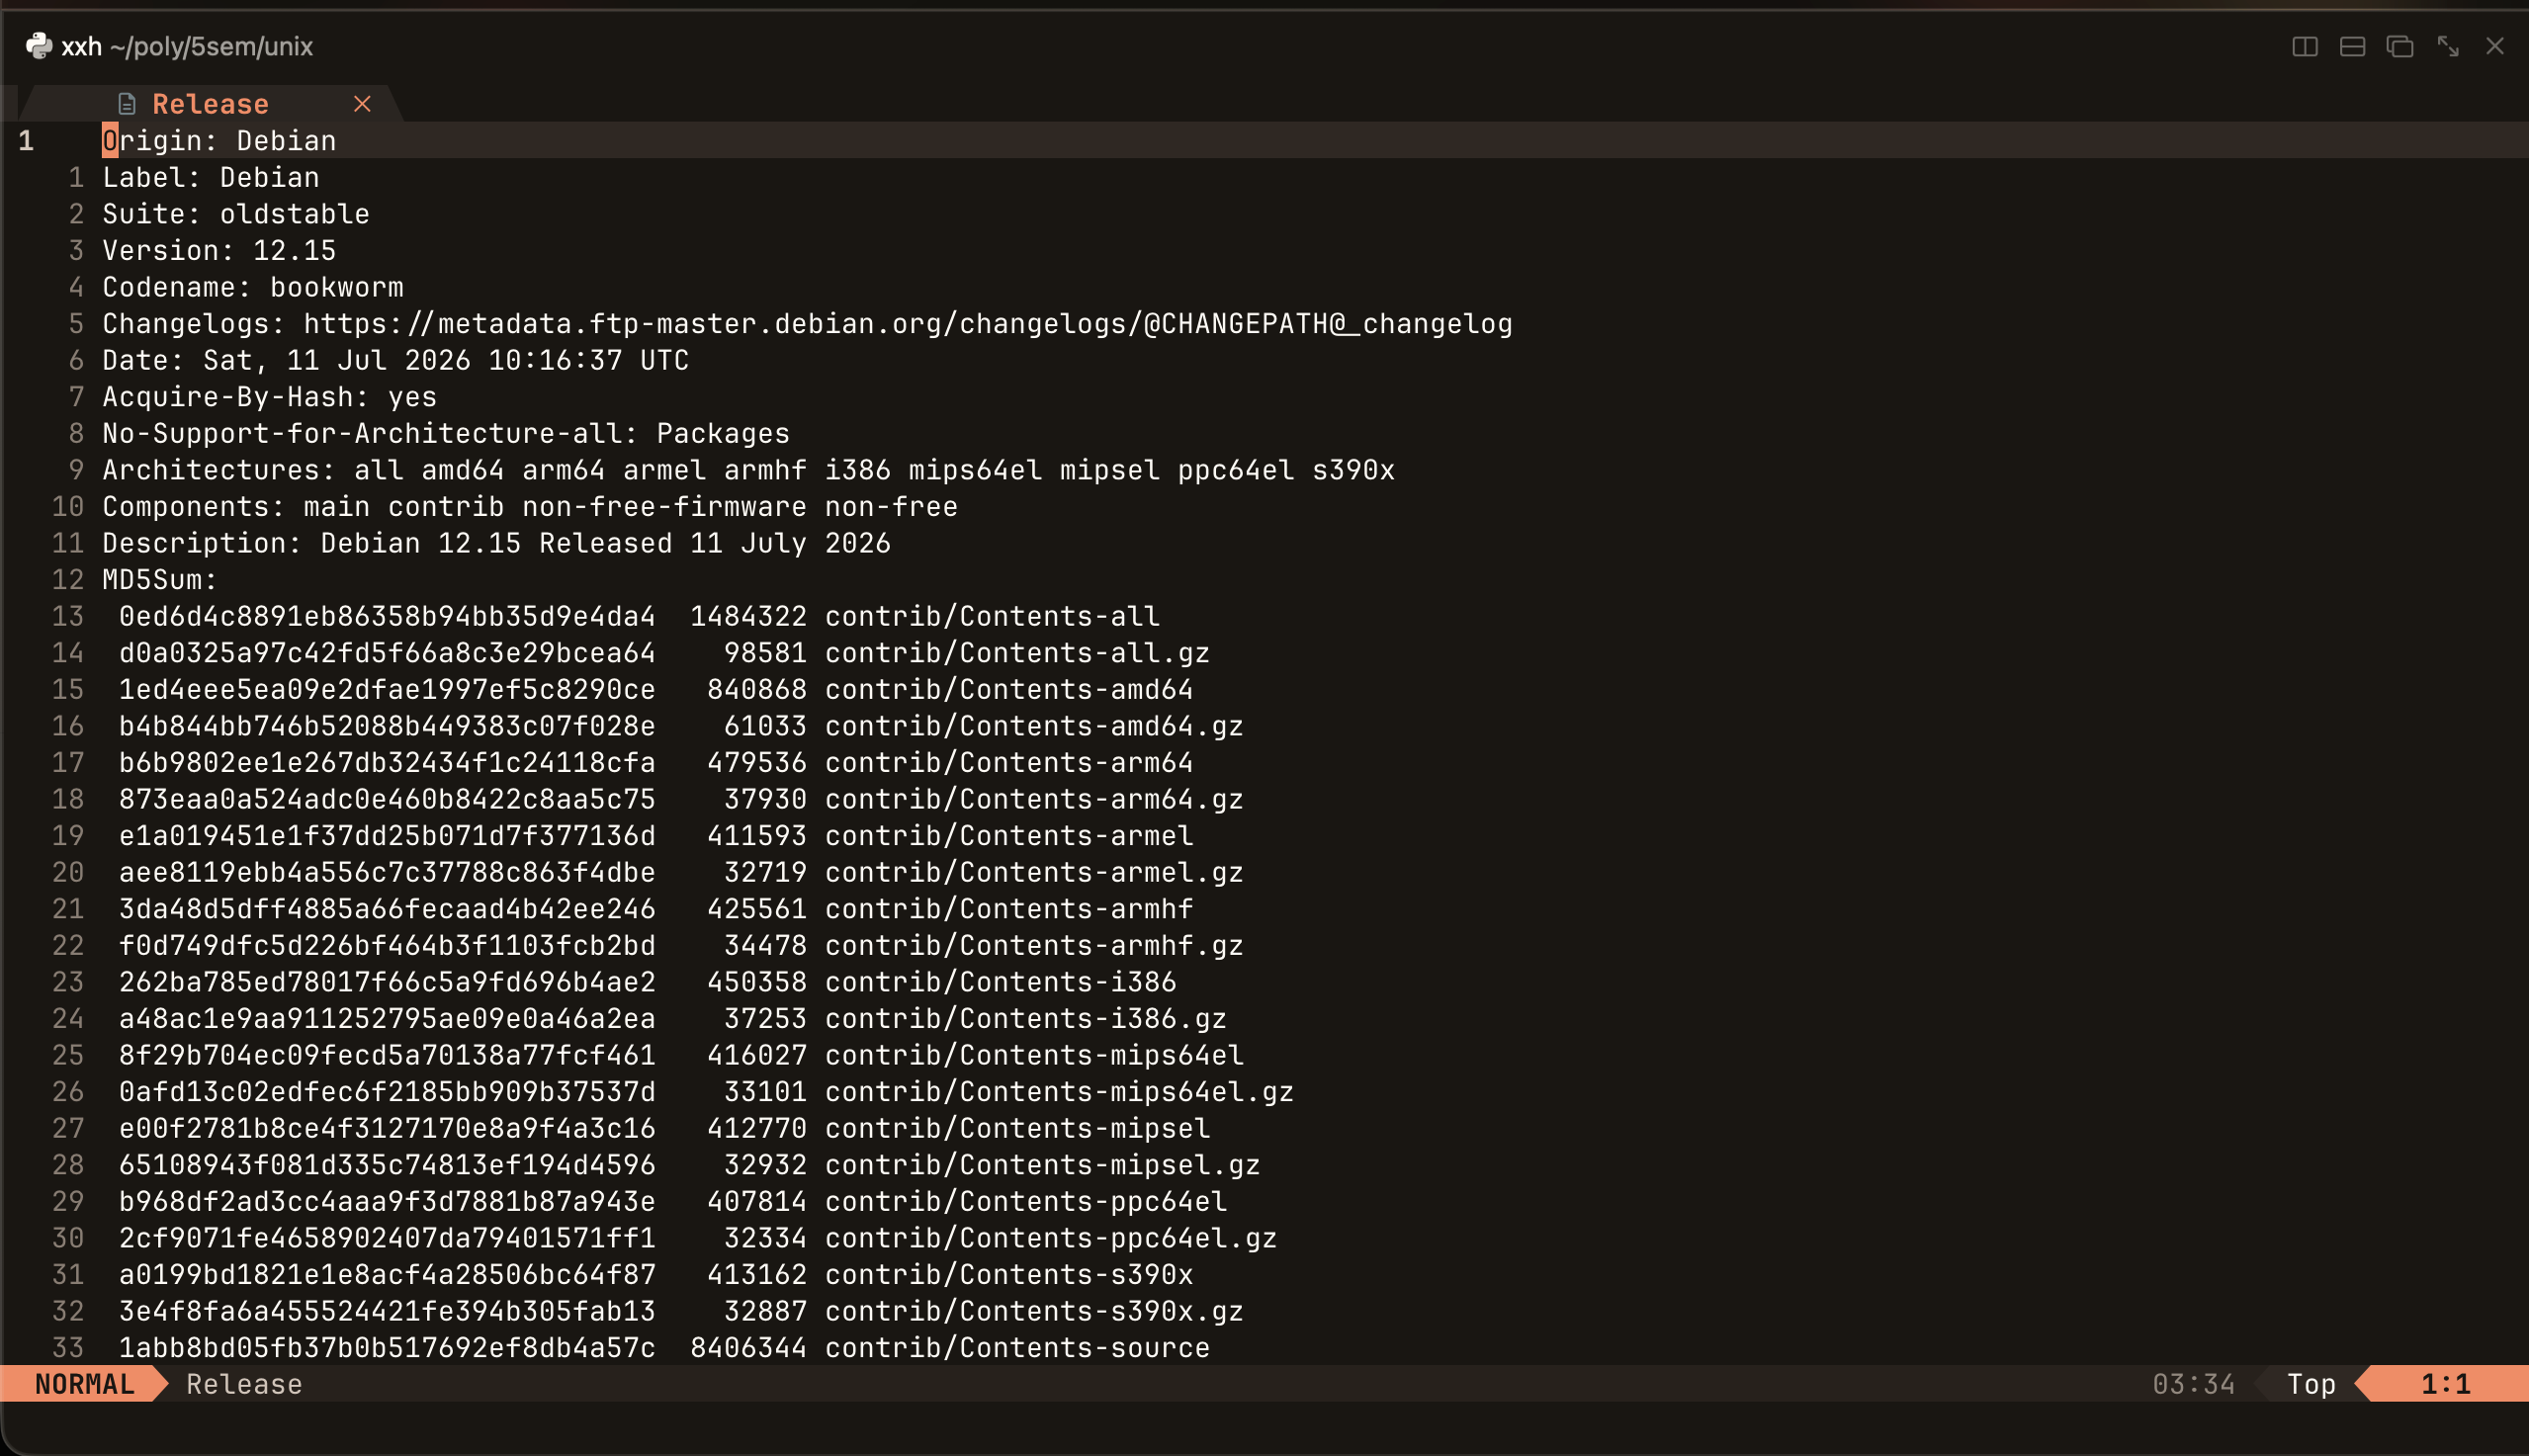 xxh ~/poly/5sem/unix
Release
1 Origin: Debian
1 Label: Debian
2 Suite: oldstable
3 Version: 12.15
4 Codename: bookworm
5 Changelogs: https://metadata.ftp-master.debian.org/changelogs/@CHANGEPATH@_changelog
6 Date: Sat, 11 Jul 2026 10:16:37 UTC
7 Acquire-By-Hash: yes
8 No-Support-for-Architecture-all: Packages
9 Architectures: all amd64 arm64 armel armhf i386 mips64el mipsel ppc64el s390x
10 Components: main contrib non-free-firmware non-free
11 Description: Debian 12.15 Released 11 July 2026
12 MD5Sum:
13 0ed6d4c8891eb86358b94bb35d9e4da4 1484322 contrib/Contents-all
14 d0a0325a97c42fd5f66a8c3e29bcea64 98581 contrib/Contents-all.gz
15 1ed4eee5ea09e2dfae1997ef5c8290ce 840868 contrib/Contents-amd64
16 b4b844bb746b52088b449383c07f028e 61033 contrib/Contents-amd64.gz
17 b6b9802ee1e267db32434f1c24118cfa 479536 contrib/Contents-arm64
18 873eaa0a524adc0e460b8422c8aa5c75 37930 contrib/Contents-arm64.gz
19 e1a019451e1f37dd25b071d7f377136d 411593 contrib/Contents-armel
20 aee8119ebb4a556c7c37788c863f4dbe 32719 contrib/Contents-armel.gz
21 3da48d5dff4885a66fecaad4b42ee246 425561 contrib/Contents-armhf
22 f0d749dfc5d226bf464b3f1103fcb2bd 34478 contrib/Contents-armhf.gz
23 262ba785ed78017f66c5a9fd696b4ae2 450358 contrib/Contents-i386
24 a48ac1e9aa911252795ae09e0a46a2ea 37253 contrib/Contents-i386.gz
25 8f29b704ec09fecd5a70138a77fcf461 416027 contrib/Contents-mips64el
26 0afd13c02edfec6f2185bb909b37537d 33101 contrib/Contents-mips64el.gz
27 e00f2781b8ce4f3127170e8a9f4a3c16 412770 contrib/Contents-mipsel
28 65108943f081d335c74813ef194d4596 32932 contrib/Contents-mipsel.gz
29 b968df2ad3cc4aaa9f3d7881b87a943e 407814 contrib/Contents-ppc64el
30 2cf9071fe4658902407da79401571ff1 32334 contrib/Contents-ppc64el.gz
31 a0199bd1821e1e8acf4a28506bc64f87 413162 contrib/Contents-s390x
32 3e4f8fa6a455524421fe394b305fab13 32887 contrib/Contents-s390x.gz
33 1abb8bd05fb37b0b517692ef8db4a57c 8406344 contrib/Contents-source
NORMAL Release 03:34 Top 1:1